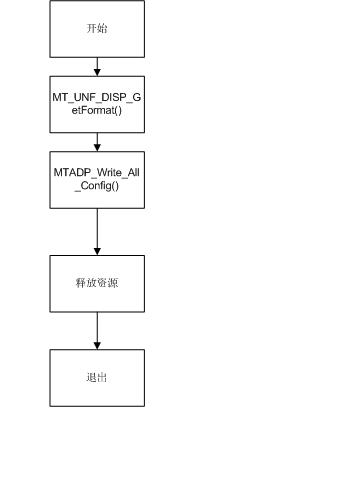 开始
MT_UNF_DISP_G
etFormat()
MTADP_Write_All
_Config()
释放资源
退出